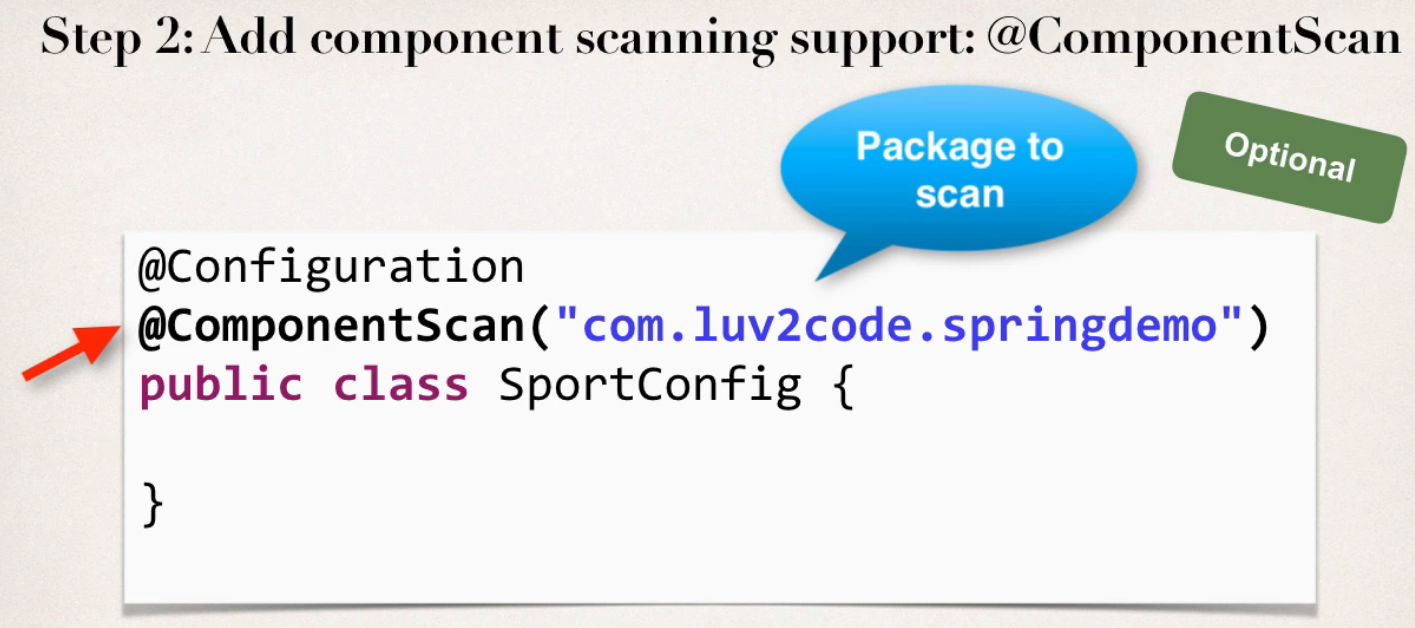 Step 2: Add component scanning support: @ComponentScan
Package to
scan
Optional
@Configuration
@ComponentScan("com.luv2code.springdemo")
public class SportConfig {
}